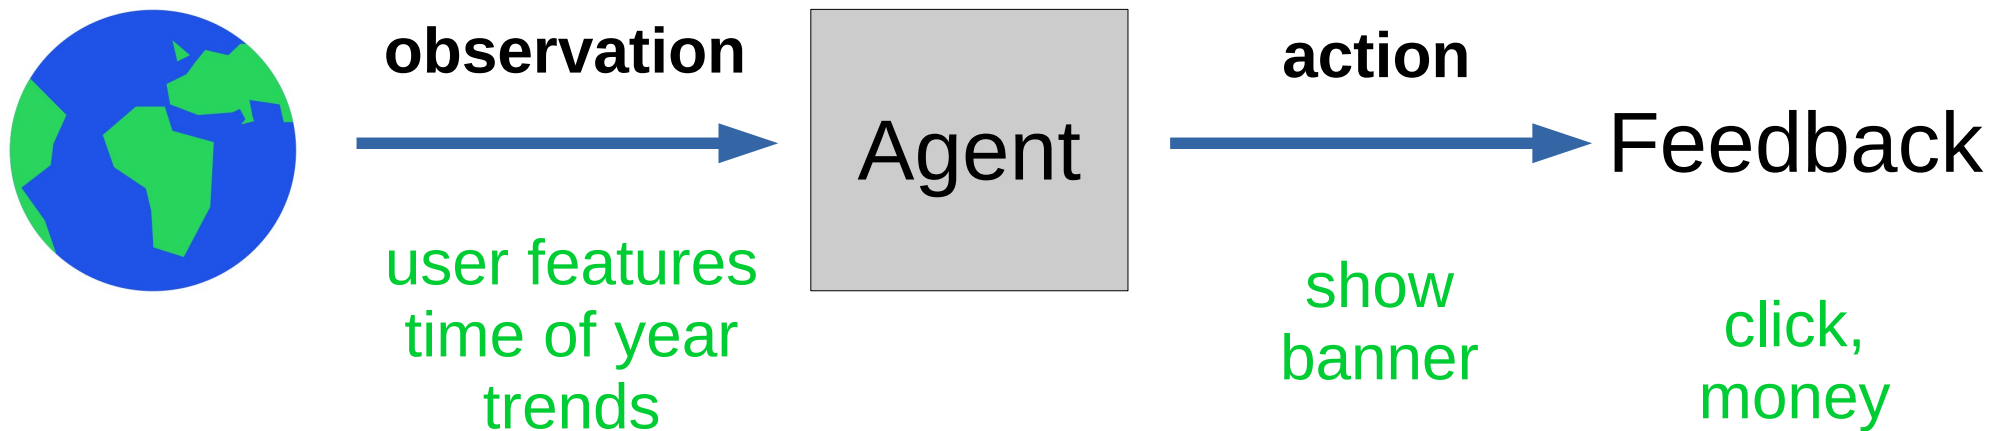 observation
action
Agent
Feedback
user features
time of year
trends
show
banner
click,
money